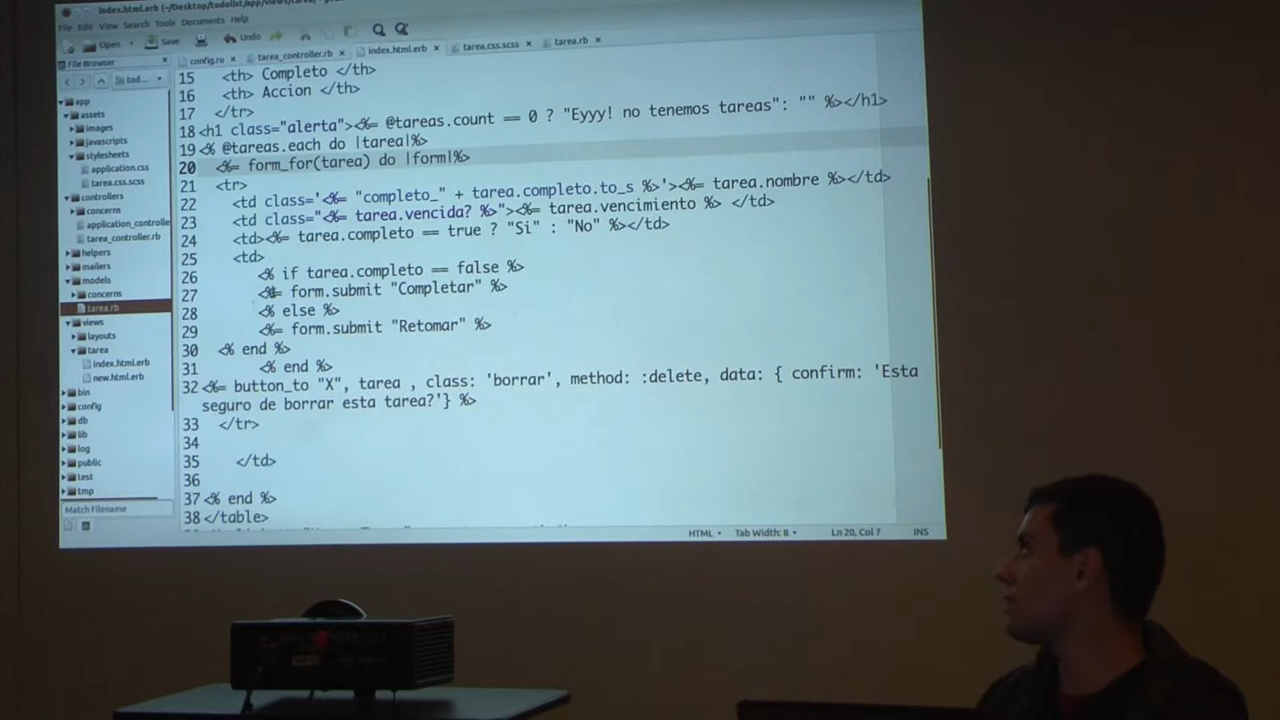 index.html.erb (~/Desktop/todolist/app/views/tarea) -
File Edit View Search Tools Documents Help
Open Save Undo
File Browser
config.ru × tarea_controller.rb × index.html.erb × tarea.css.scss × tarea.rb ×
tod...
app
assets
images
javascripts
stylesheets
application.css
tarea.css.scss
controllers
concerns
application_controlle
tarea_controller.rb
helpers
mailers
models
concerns
tarea.rb
views
layouts
tarea
index.html.erb
new.html.erb
bin
config
db
lib
log
public
test
tmp
Match Filename
15 <th> Completo </th>
16 <th> Accion </th>
17 </tr>
18 <h1 class="alerta"><%= @tareas.count == 0 ? "Eyyy! no tenemos tareas": "" %></h1>
19 <% @tareas.each do |tarea|%>
20 <%= form_for(tarea) do |form|%>
21 <tr>
22 <td class='<%= "completo_" + tarea.completo.to_s %>'><%= tarea.nombre %></td>
23 <td class="<%= tarea.vencida? %>"><%= tarea.vencimiento %> </td>
24 <td><%= tarea.completo == true ? "Si" : "No" %></td>
25 <td>
26 <% if tarea.completo == false %>
27 <%= form.submit "Completar" %>
28 <% else %>
29 <%= form.submit "Retomar" %>
30 <% end %>
31 <% end %>
32 <%= button_to "X", tarea , class: 'borrar', method: :delete, data: { confirm: 'Esta
seguro de borrar esta tarea?'} %>
33 </tr>
34
35 </td>
36
37 <% end %>
38 </table>
HTML Tab Width: 8 Ln 20, Col 7 INS